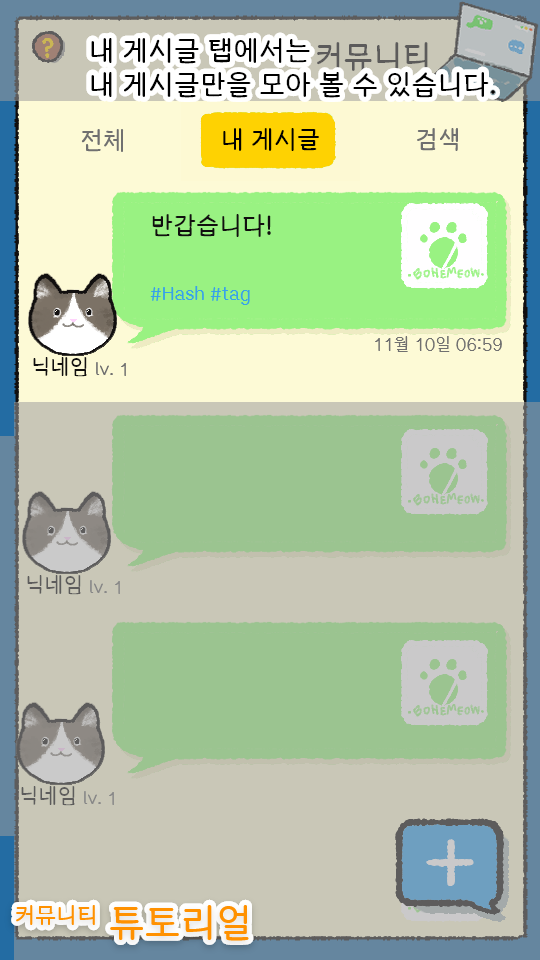 내 게시글 탭에서는
커뮤니티
내 게시글만을 모아 볼 수 있습니다.
전체
내 게시글
검색
반갑습니다!
#Hash #tag
BOHEMEOW
11월 10일 06:59
닉네임 lv. 1
BOHEMEOW
닉네임 lv. 1
BOHEMEOW
닉네임 lv. 1
커뮤니티 튜토리얼